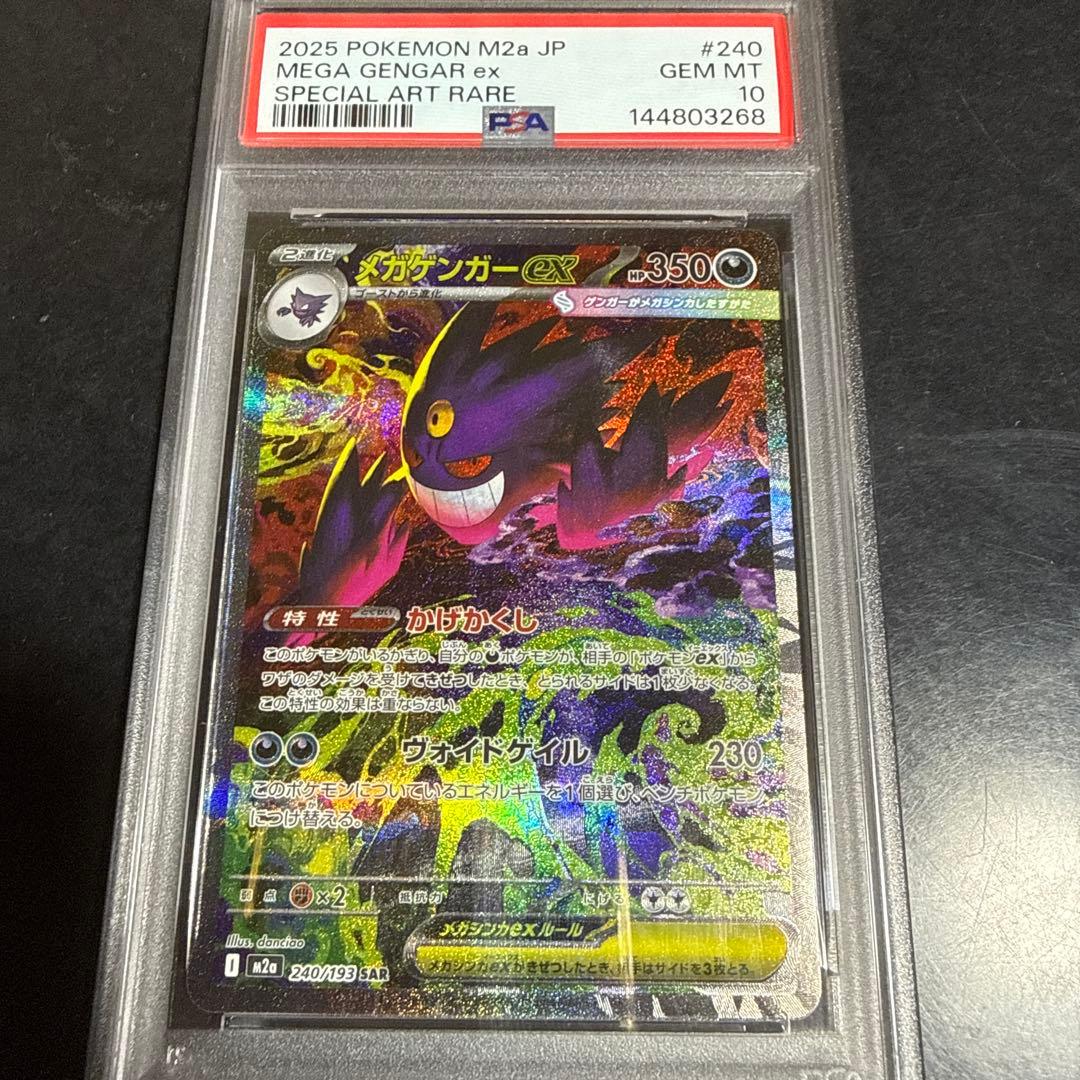 2025 POKEMON M2a JP #240
MEGA GENGAR ex GEM MT
SPECIAL ART RARE 10
PSA 144803268
2進化 メガゲンガーex HP350
ゴーストから進化
ゲンガーがメガシンカしたすがた
特性 とくせい かげかくし
このポケモンがいるかぎり、自分のポケモンが、相手の「ポケモンex」から
ワザのダメージを受けてきぜつしたとき、とられるサイドは1枚少なくなる。
この特性の効果は重ならない。
ヴォイドゲイル 230
このポケモンについているエネルギーを1個選び、ベンチポケモン
につけ替える。
弱点 ×2 抵抗力 にげる
メガシンカexルール
メガシンカexがきぜつしたとき、相手はサイドを3枚とる。
Illus. danciao
I m2a 240/193 SAR